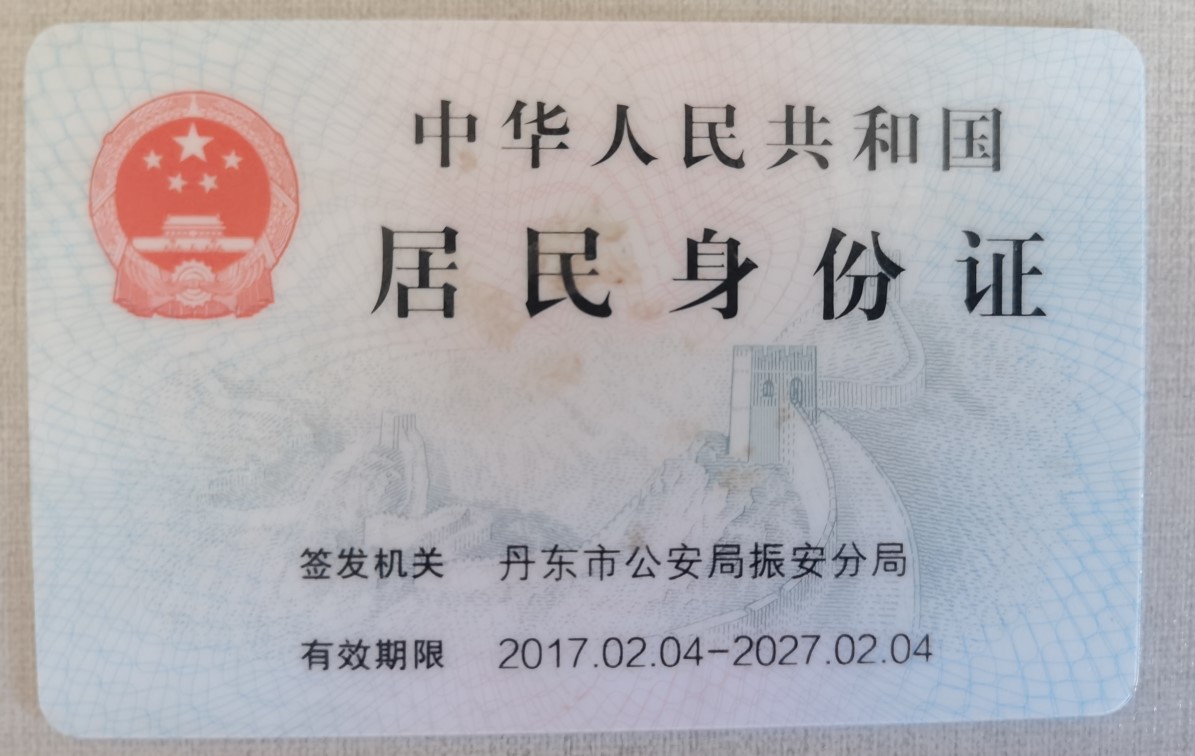 中华人民共和国
居民身份证
签发机关 丹东市公安局振安分局
有效期限 2017.02.04-2027.02.04